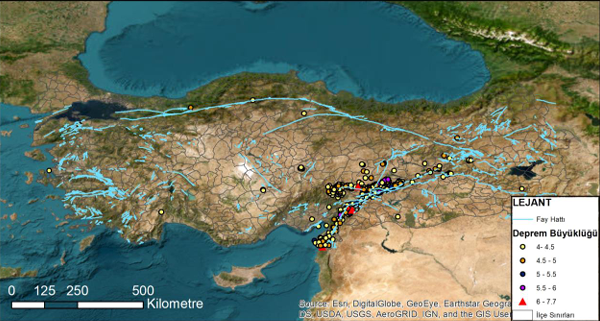 LEJANT
Fay Hattı
Deprem Büyüklüğü
4- 4.5
4.5 - 5
5 - 5.5
5.5 - 6
6 - 7.7
İlçe Sınırları
0 125 250 500
Kilometre
Source: Esri, DigitalGlobe, GeoEye, Earthstar Geogra
DS, USDA, USGS, AeroGRID, IGN, and the GIS User